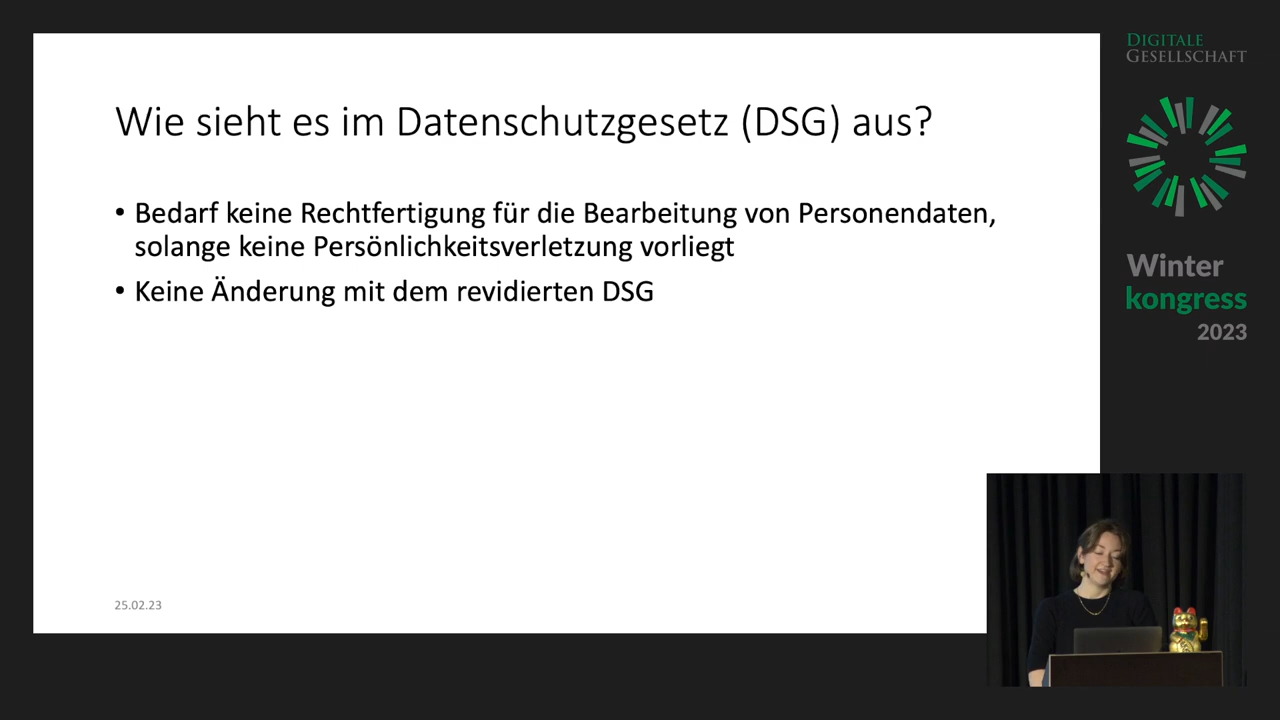 Wie sieht es im Datenschutzgesetz (DSG) aus?
• Bedarf keine Rechtfertigung für die Bearbeitung von Personendaten,
solange keine Persönlichkeitsverletzung vorliegt
• Keine Änderung mit dem revidierten DSG
25.02.23
DIGITALE
GESELLSCHAFT
Winter
kongress
2023